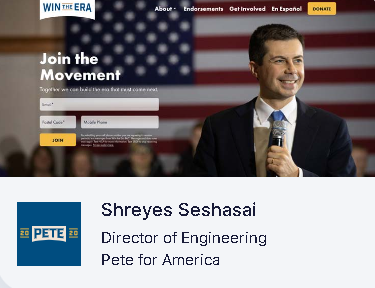 WIN THE ERA
About
Endorsements
Get Involved
En Español
DONATE
Join the
Movement
Together we can build the era that must come next.
Email*
Postal Code*
Mobile Phone
JOIN
20 PETE 20
Shreyes Seshasai
Director of Engineering
Pete for America